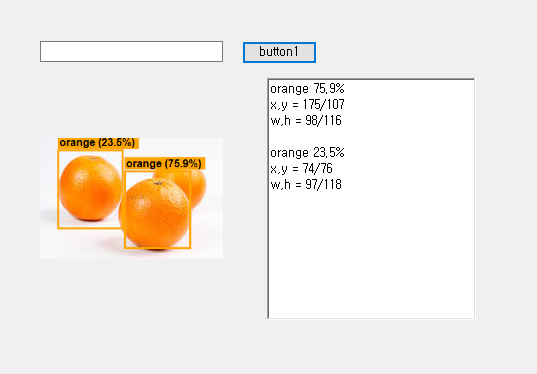 button1
orange 75,9%
x,y = 175/107
w,h = 98/116
orange 23,5%
x,y = 74/76
w,h = 97/118
orange (23.5%)
orange (75.9%)